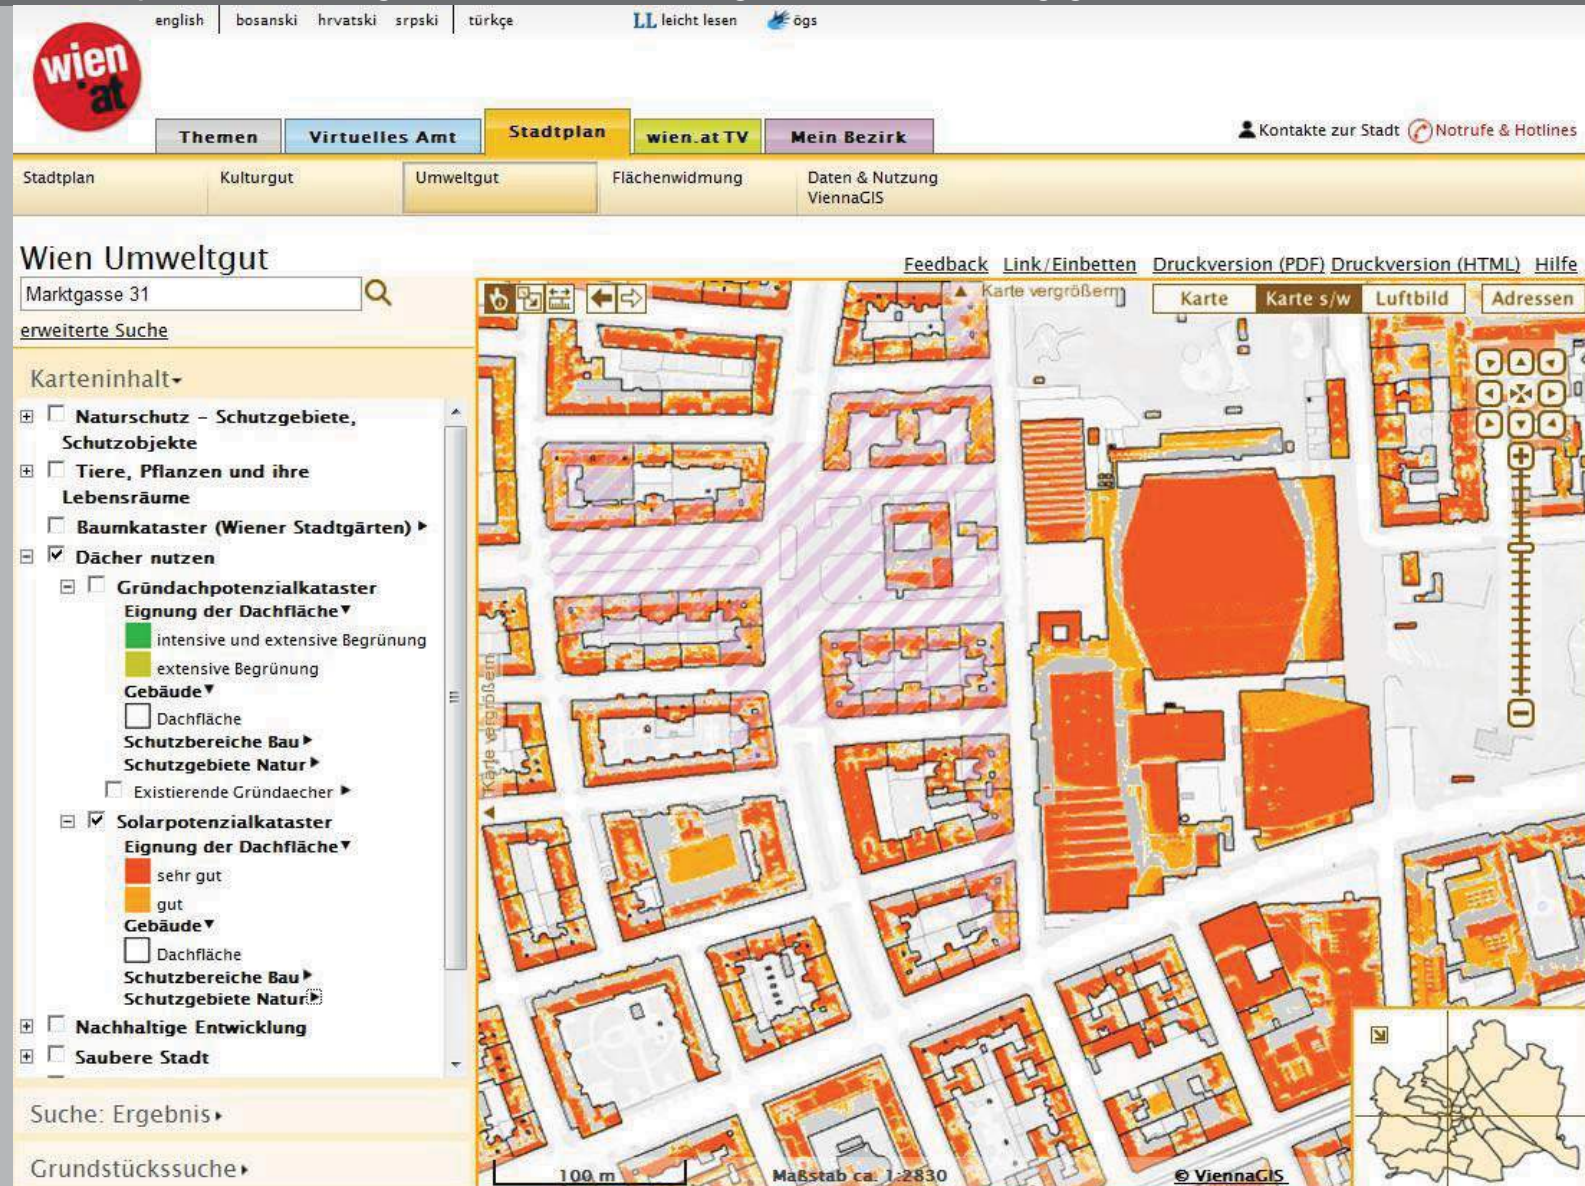 english bosanski hrvatski srpski türkçe LL leicht lesen ögs
wien.at
Themen Virtuelles Amt Stadtplan wien.at TV Mein Bezirk Kontakte zur Stadt Notrufe & Hotlines
Stadtplan Kulturgut Umweltgut Flächenwidmung Daten & Nutzung
ViennaGIS
Wien Umweltgut
Feedback Link/Einbetten Druckversion (PDF) Druckversion (HTML) Hilfe
Marktgasse 31
Karte vergrößern Karte Karte s/w Luftbild Adressen
erweiterte Suche
Karteninhalt
Naturschutz - Schutzgebiete,
Schutzobjekte
Tiere, Pflanzen und ihre
Lebensräume
Baumkataster (Wiener Stadtgärten)
Dächer nutzen
Gründachpotenzialkataster
Eignung der Dachfläche
intensive und extensive Begrünung
extensive Begrünung
Gebäude
Dachfläche
Schutzbereiche Bau
Schutzgebiete Natur
Existierende Gründaecher
Solarpotenzialkataster
Eignung der Dachfläche
sehr gut
gut
Gebäude
Dachfläche
Schutzbereiche Bau
Schutzgebiete Natur
Nachhaltige Entwicklung
Saubere Stadt
Karte vergrößern
Suche: Ergebnis
Grundstückssuche
100 m Maßstab ca. 1:2830 © ViennaGIS